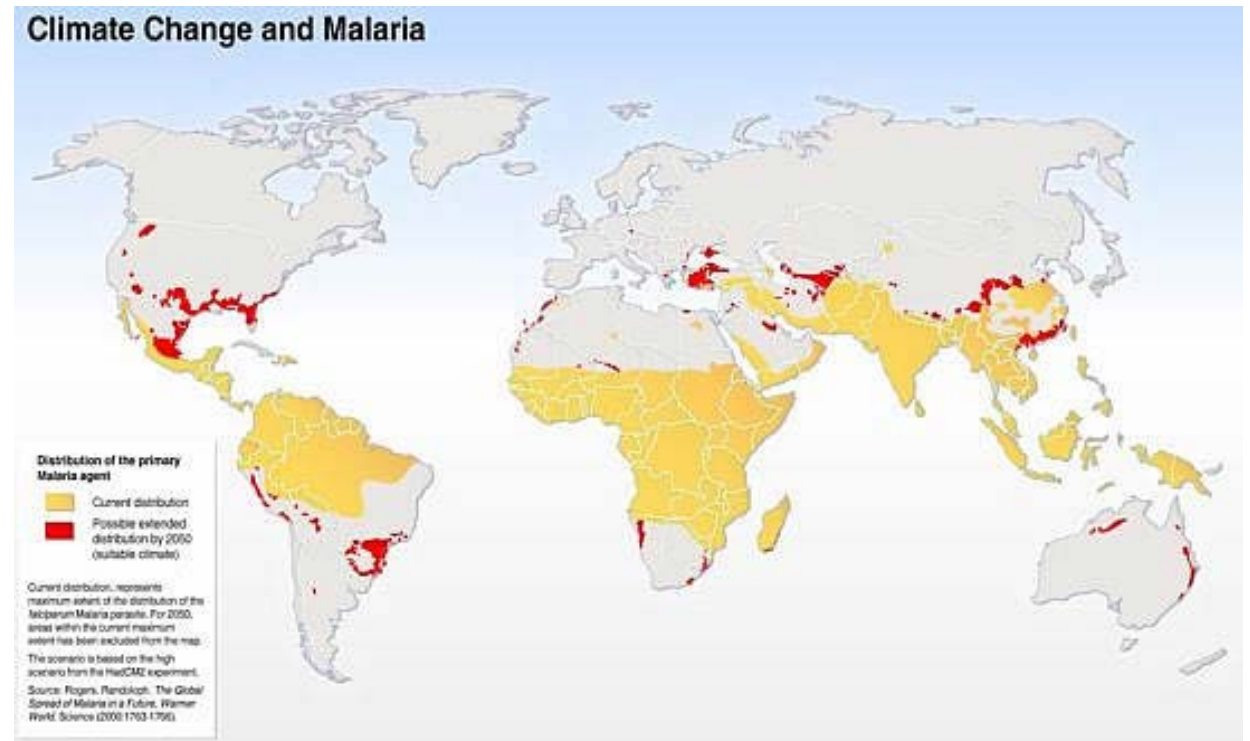 Climate Change and Malaria
Distribution of the primary
Malaria agent
Current distribution
Possible extended
distribution by 2050
(suitable climate)
Current distribution, represents
maximum extent of the distribution of the
falciparum Malaria parasite. For 2050,
areas within the current maximum
extent has been excluded from the map.
The scenario is based on the high
scenario from the HadCM2 experiment.
Source: Rogers, Randolph. The Global
Spread of Malaria in a Future, Warmer
World. Science (2000:1763-1766).